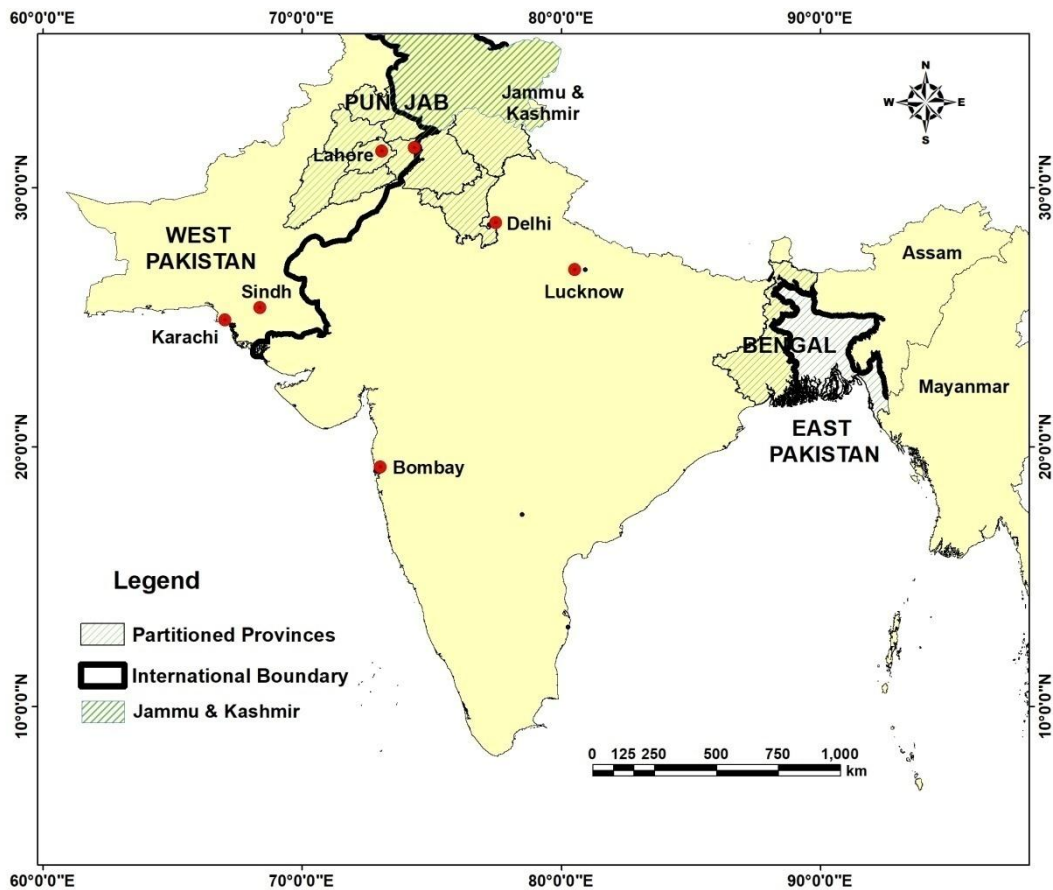 60°0'0"E 70°0'0"E 80°0'0"E 90°0'0"E
N
W E
S
PUNJAB
Jammu &
Kashmir
Lahore
30°0'0"N 30°0'0"N
Delhi
WEST
PAKISTAN
Assam
Sindh
Lucknow
Karachi
BENGAL
Mayanmar
EAST
PAKISTAN
20°0'0"N 20°0'0"N
Bombay
Legend
Partitioned Provinces
International Boundary
Jammu & Kashmir
10°0'0"N 10°0'0"N
0 125 250 500 750 1,000
km
60°0'0"E 70°0'0"E 80°0'0"E 90°0'0"E